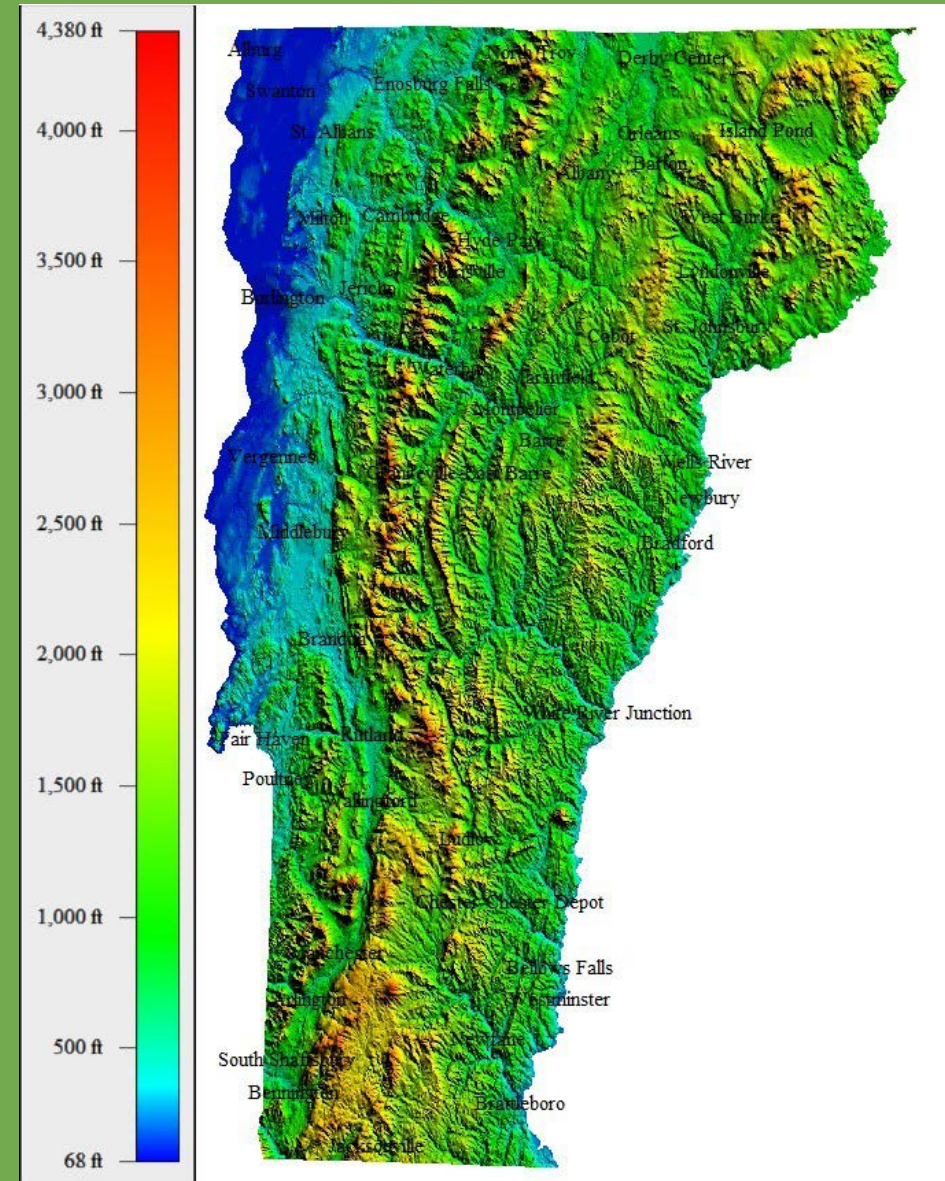 4,380 ft
4,000 ft
3,500 ft
3,000 ft
2,500 ft
2,000 ft
1,500 ft
1,000 ft
500 ft
68 ft
Alburg
North Troy
Derby Center
Swanton
Enosburg Falls
St. Albans
Orleans
Island Pond
Barton
Albany
Milton
Cambridge
West Burke
Hyde Park
Jericho
Lyndonville
Burlington
St. Johnsbury
Cabot
Marshfield
Montpelier
Barre
Vergennes
East Barre
Wells River
Newbury
Middlebury
Bradford
Brandon
White River Junction
Fair Haven
Rutland
Poultney
Wallingford
Ludlow
Chester-Chester Depot
Manchester
Bellows Falls
Arlington
Westminster
Newfane
South Shaftsbury
Bennington
Brattleboro
Jacksonville